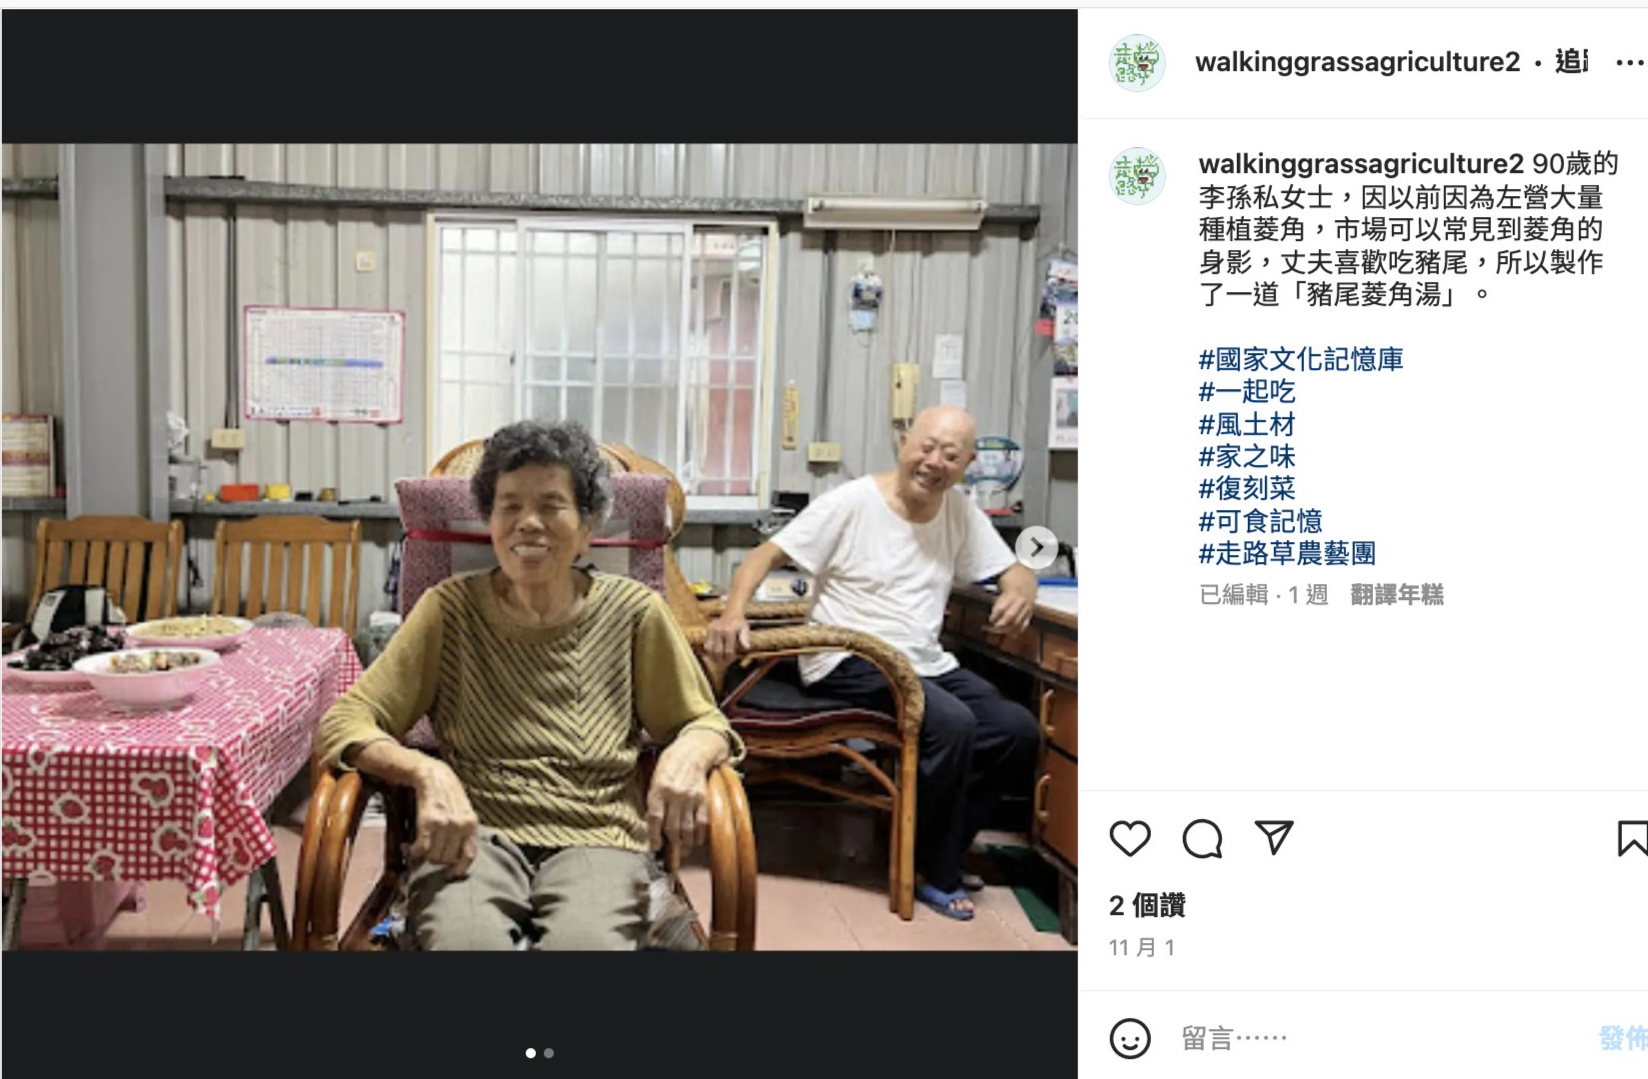 walkinggrassagriculture2 •
walkinggrassagriculture2 90歲的
李孫私女士，因以前因為左營大量
種植菱角，市場可以常見到菱角的
身影，丈夫喜歡吃豬尾，所以製作
了一道「豬尾菱角湯」。
#國家文化記憶庫
#一起吃
#風土材
#家之味
#復刻菜
#可食記憶
#走路草農藝團
已編輯 · 1 週 翻譯年糕
2 個讚
11 月 1
留言……
發佈